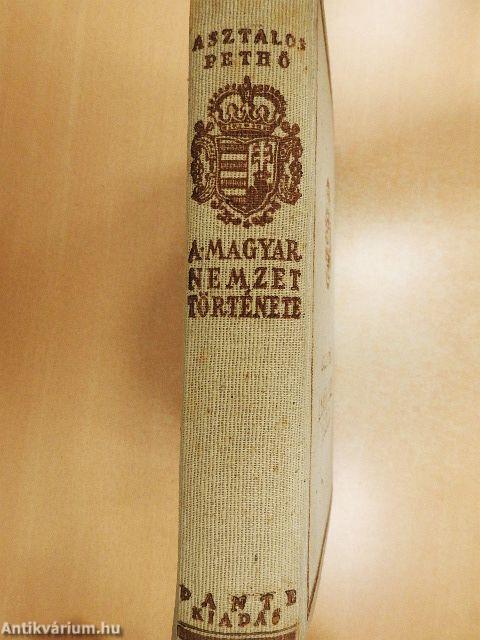 ASZTALOS
PETHŐ
A·MAGYAR
NEMZET
TÖRTÉNETE
DANTE
KIADÁS
Antikvárium.hu